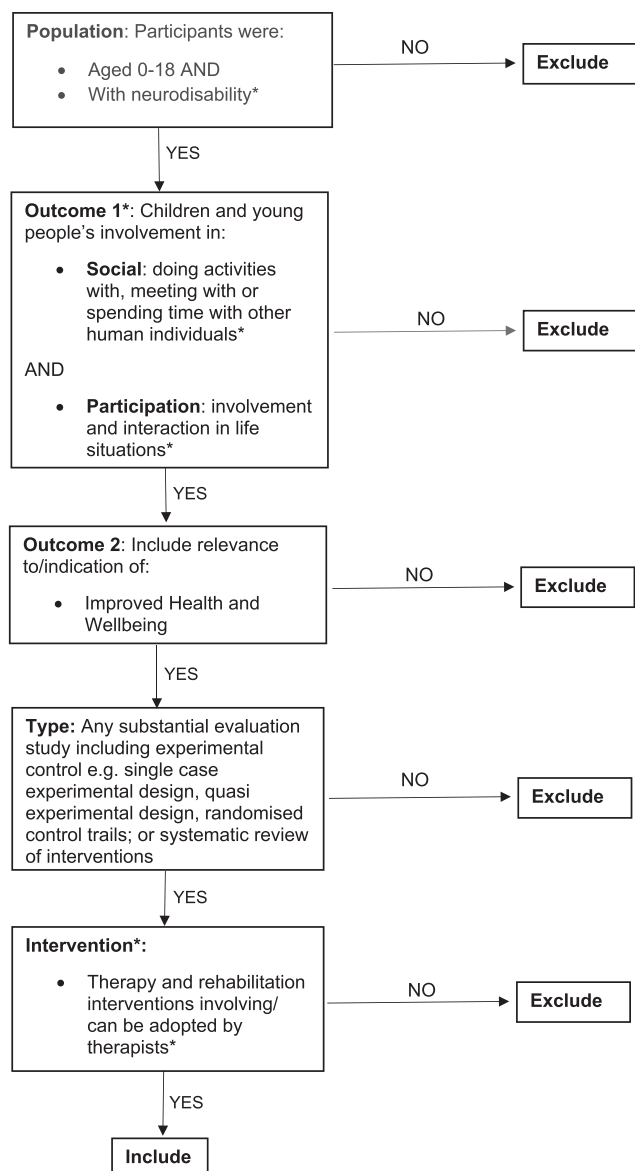 Population: Participants were:
• Aged 0-18 AND
• With neurodisability*
NO
Exclude
YES
Outcome 1*: Children and young
people's involvement in:
• Social: doing activities
with, meeting with or
spending time with other
human individuals*
AND
• Participation: involvement
and interaction in life
situations*
NO
Exclude
YES
Outcome 2: Include relevance
to/indication of:
• Improved Health and
Wellbeing
NO
Exclude
YES
Type: Any substantial evaluation
study including experimental
control e.g. single case
experimental design, quasi
experimental design, randomised
control trails; or systematic review
of interventions
NO
Exclude
YES
Intervention*:
• Therapy and rehabilitation
interventions involving/
can be adopted by
therapists*
NO
Exclude
YES
Include